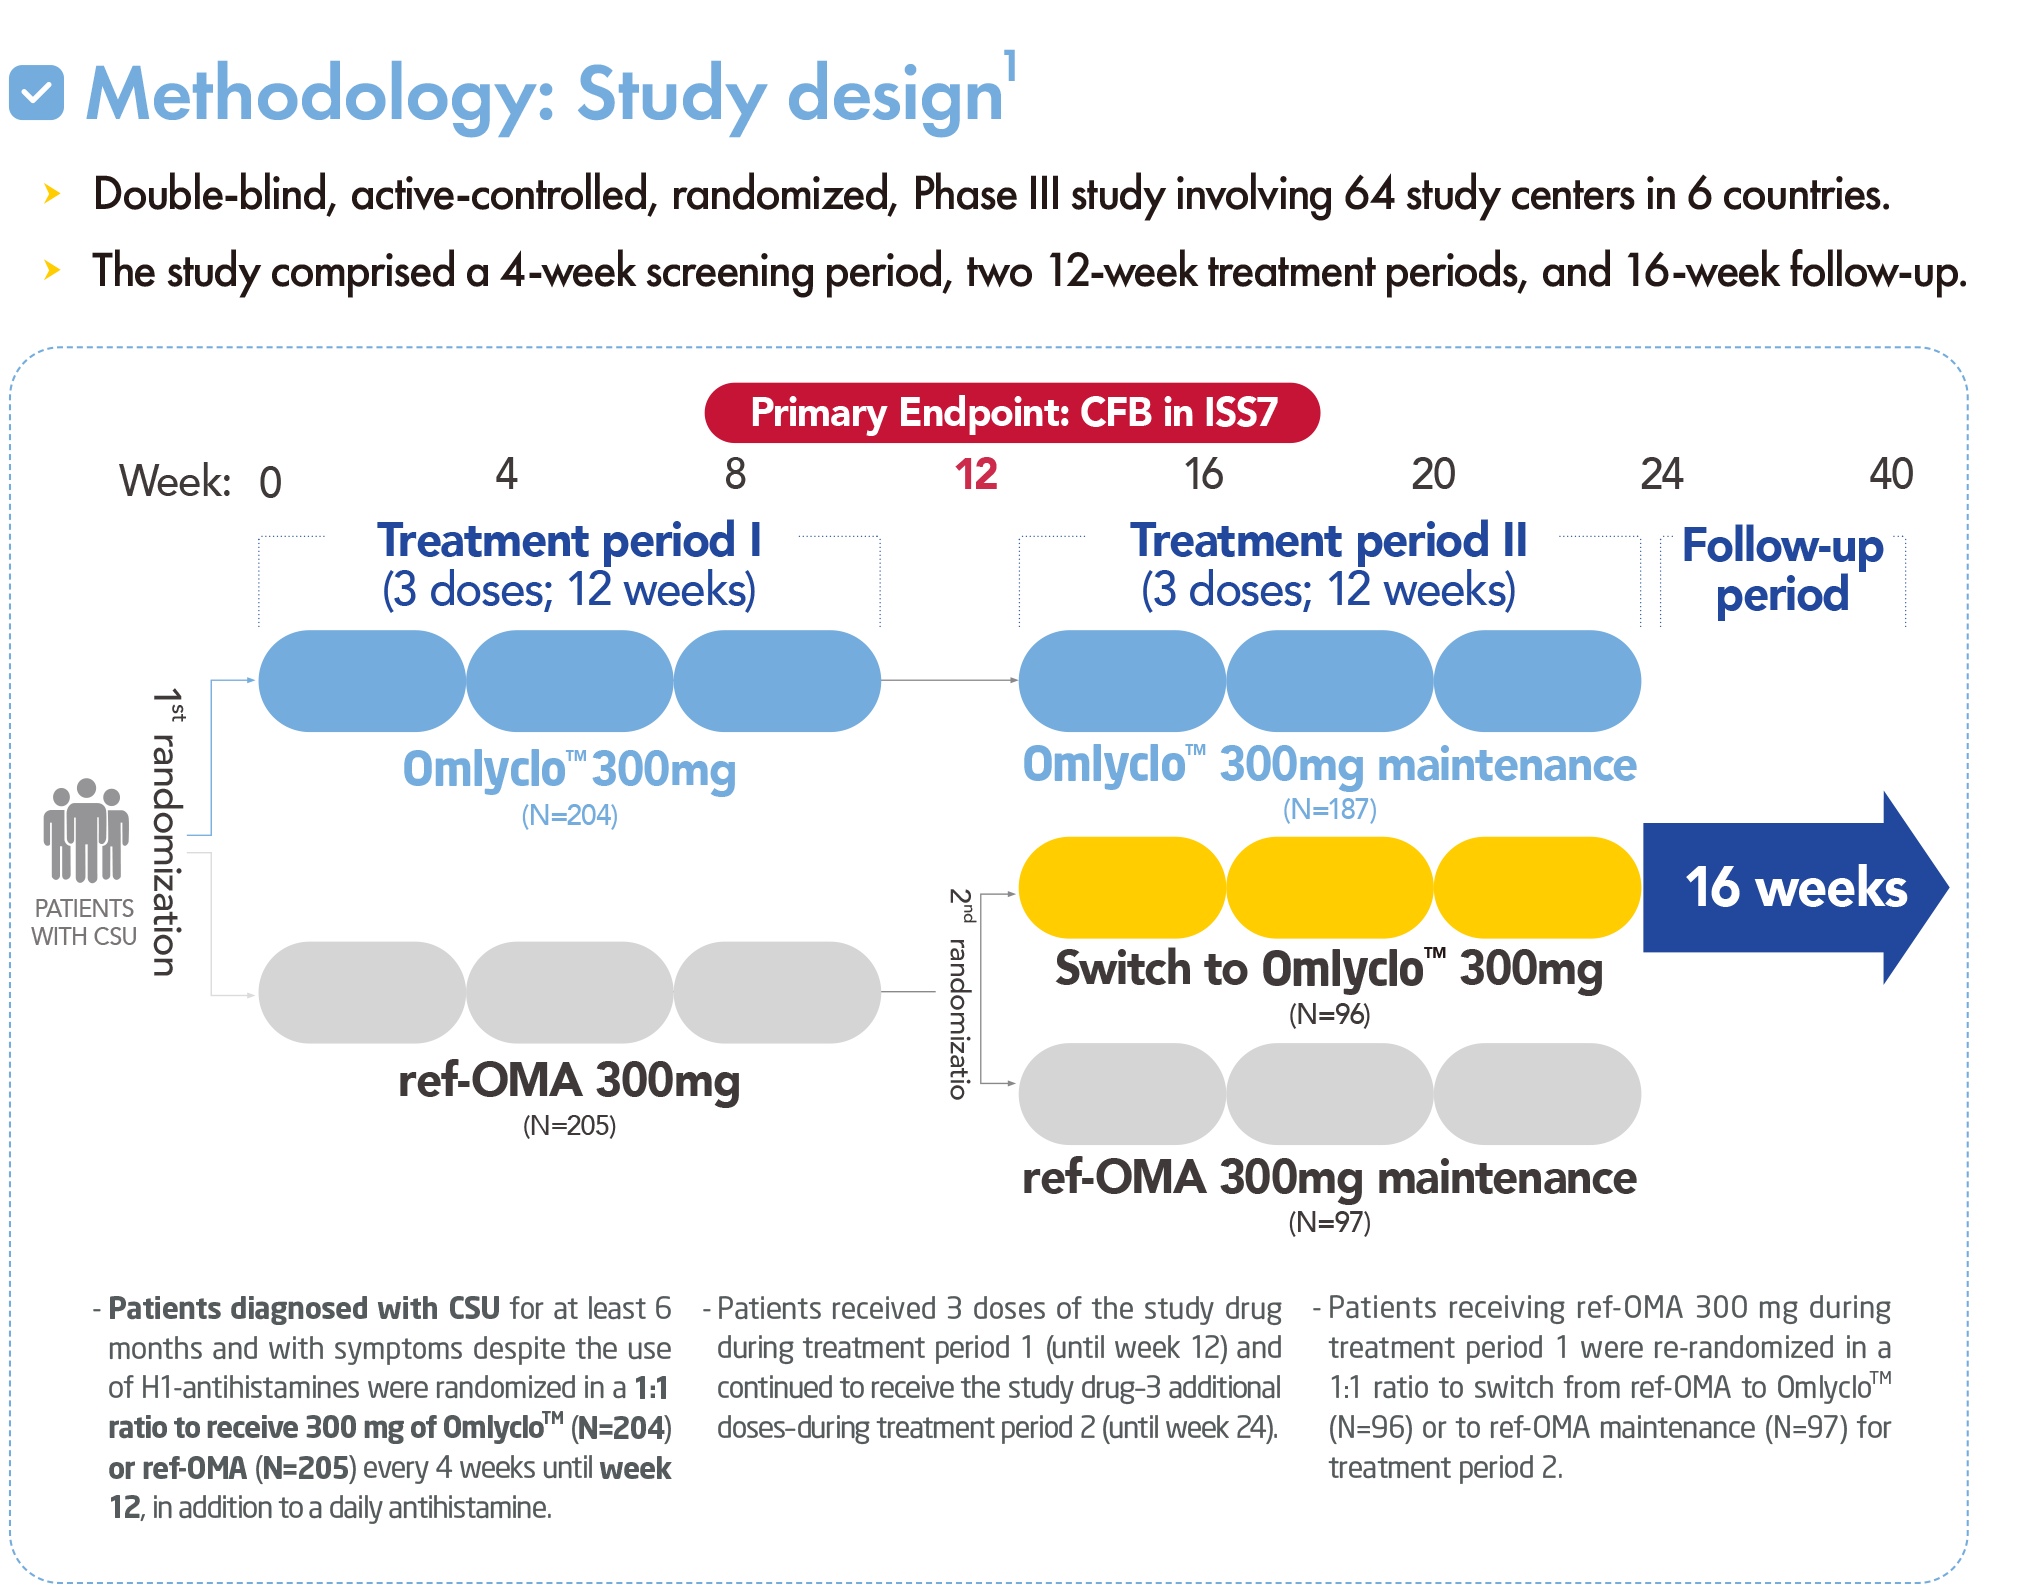 Methodology: Study design1
Double-blind, active-controlled, randomized, Phase III study involving 64 study centers in 6 countries.
The study comprised a 4-week screening period, two 12-week treatment periods, and 16-week follow-up.
Primary Endpoint: CFB in ISS7
Week: 0 4 8 12 16 20 24 40
Treatment period I
(3 doses; 12 weeks)
Treatment period II
(3 doses; 12 weeks)
Follow-up
period
PATIENTS
WITH CSU
1st randomization
Omlyclo™ 300mg
(N=204)
ref-OMA 300mg
(N=205)
2nd randomizatio
Omlyclo™ 300mg maintenance
(N=187)
Switch to Omlyclo™ 300mg
(N=96)
ref-OMA 300mg maintenance
(N=97)
16 weeks
- Patients diagnosed with CSU for at least 6
months and with symptoms despite the use
of H1-antihistamines were randomized in a 1:1
ratio to receive 300 mg of Omlyclo™ (N=204)
or ref-OMA (N=205) every 4 weeks until week
12, in addition to a daily antihistamine.
- Patients received 3 doses of the study drug
during treatment period 1 (until week 12) and
continued to receive the study drug–3 additional
doses–during treatment period 2 (until week 24).
- Patients receiving ref-OMA 300 mg during
treatment period 1 were re-randomized in a
1:1 ratio to switch from ref-OMA to Omlyclo™
(N=96) or to ref-OMA maintenance (N=97) for
treatment period 2.